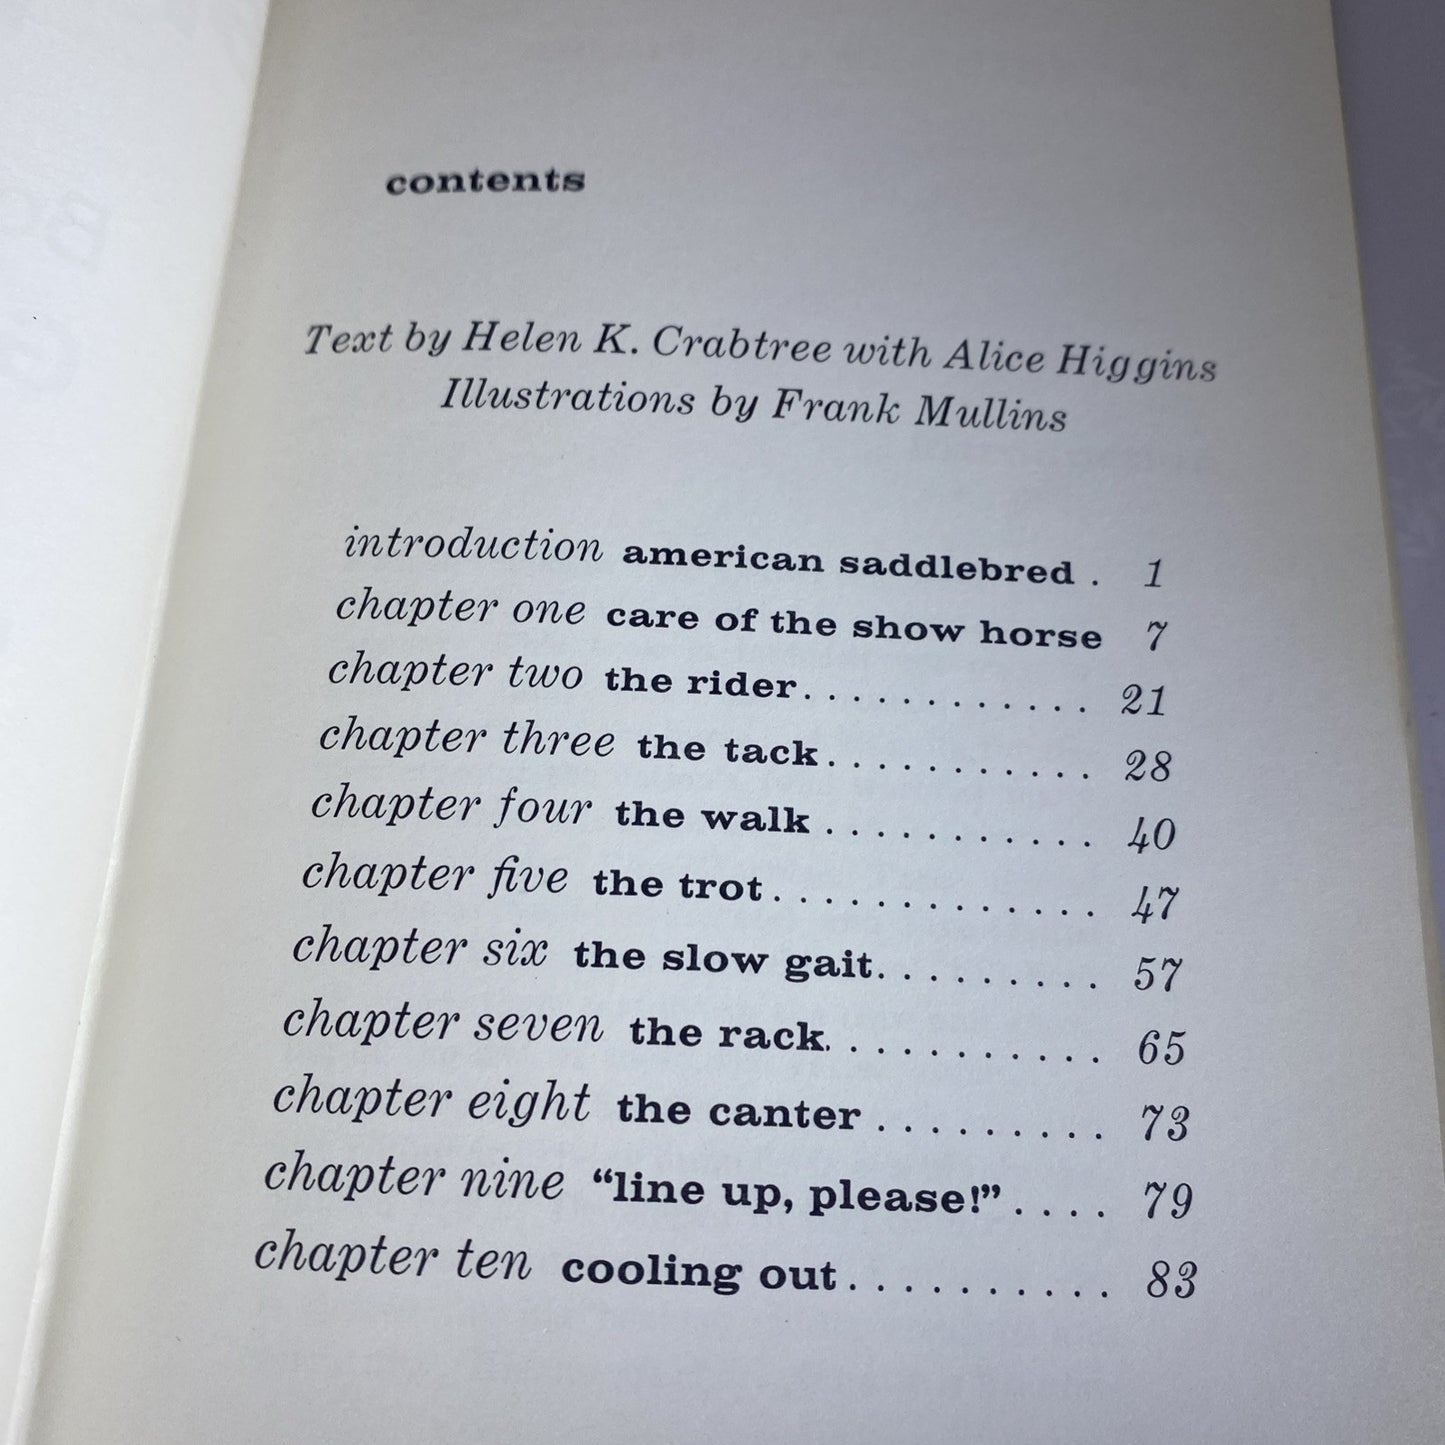 contents
Text by Helen K. Crabtree with Alice Higgins
Illustrations by Frank Mullins
introduction american saddlebred . 1
chapter one care of the show horse 7
chapter two the rider. . . . . . . . . . . . . 21
chapter three the tack. . . . . . . . . . . . 28
chapter four the walk . . . . . . . . . . . . 40
chapter five the trot. . . . . . . . . . . . . . 47
chapter six the slow gait. . . . . . . . . . 57
chapter seven the rack. . . . . . . . . . . . 65
chapter eight the canter . . . . . . . . . . 73
chapter nine “line up, please!” . . . . 79
chapter ten cooling out . . . . . . . . . . . 83